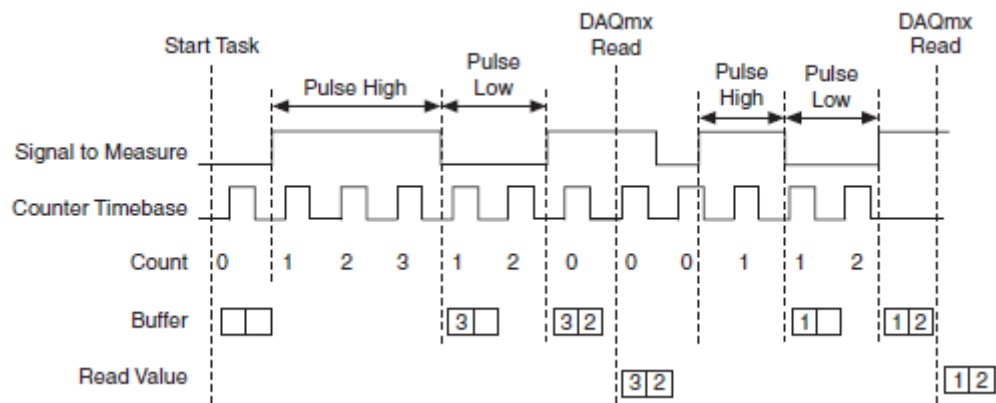 DAQmx Read
DAQmx Read
Start Task
Pulse High
Pulse Low
Pulse High
Pulse Low
Signal to Measure
Counter Timebase
Count 0 1 2 3 1 2 0 0 0 1 1 2
Buffer 3 3 2 1 1 2
Read Value 3 2 1 2